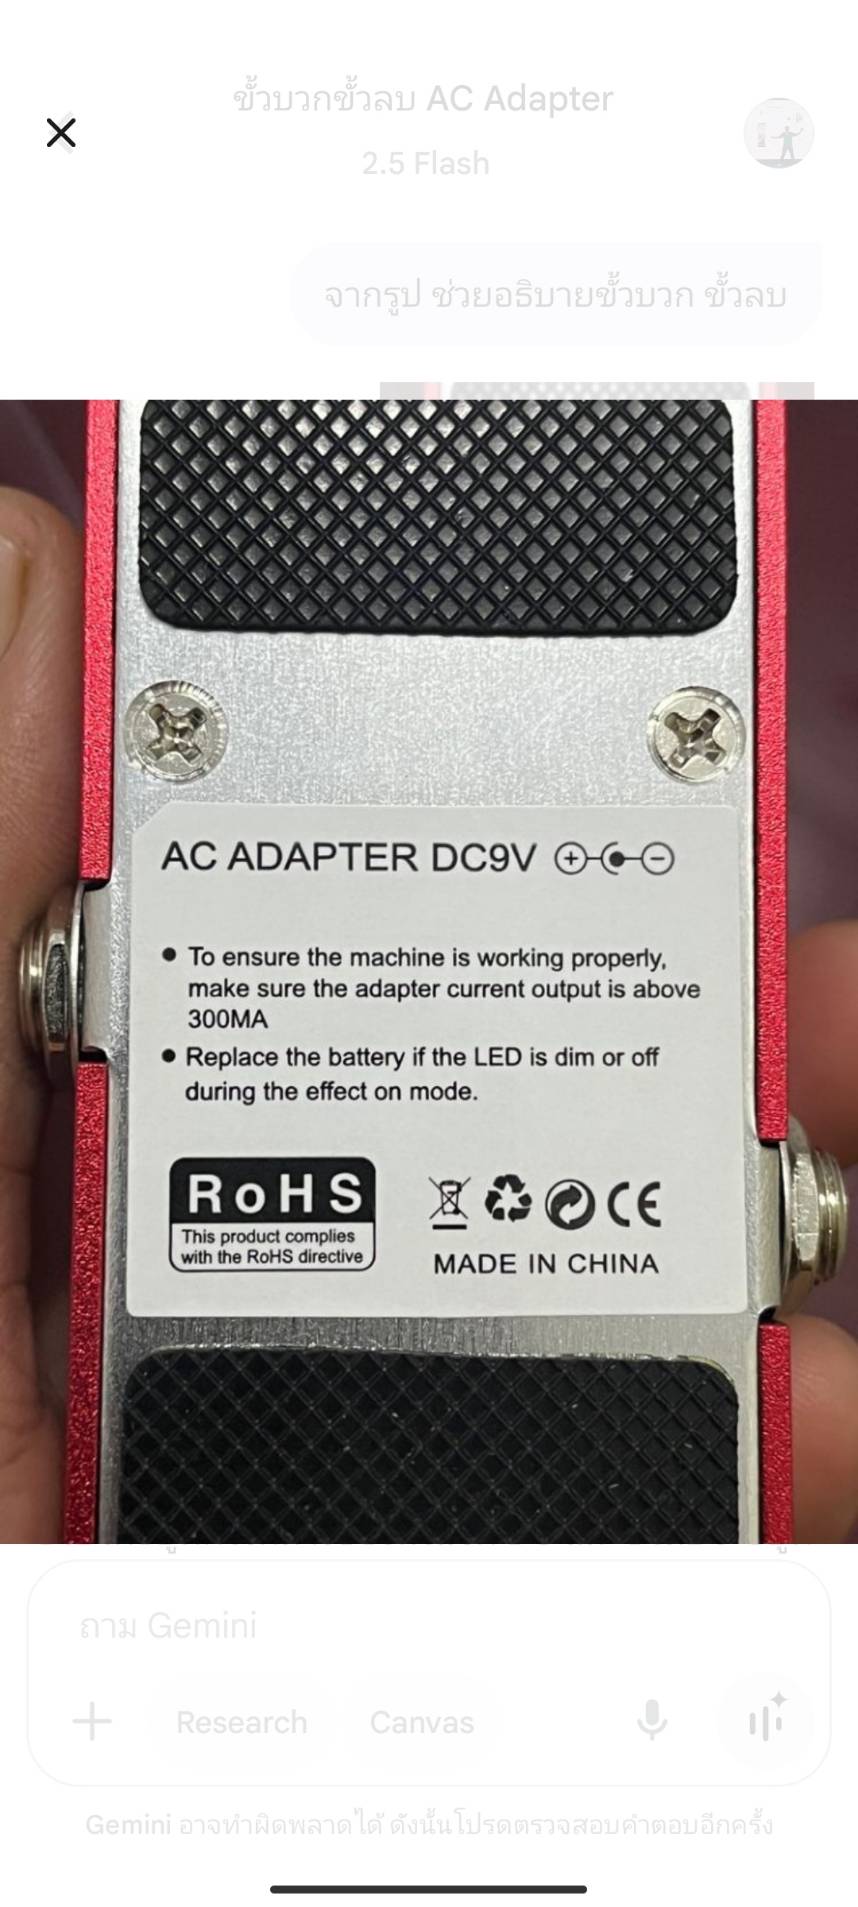 ขั้วบวกขั้วลบ AC Adapter
2.5 Flash
จากรูป ช่วยอธิบายขั้วบวก ขั้วลบ
AC ADAPTER DC9V
● To ensure the machine is working properly,
make sure the adapter current output is above
300MA
● Replace the battery if the LED is dim or off
during the effect on mode.
RoHS
This product complies
with the RoHS directive
CE
MADE IN CHINA
ถาม Gemini
Research
Canvas
Gemini อาจทำผิดพลาดได้ ดังนั้นโปรดตรวจสอบคำตอบอีกครั้ง